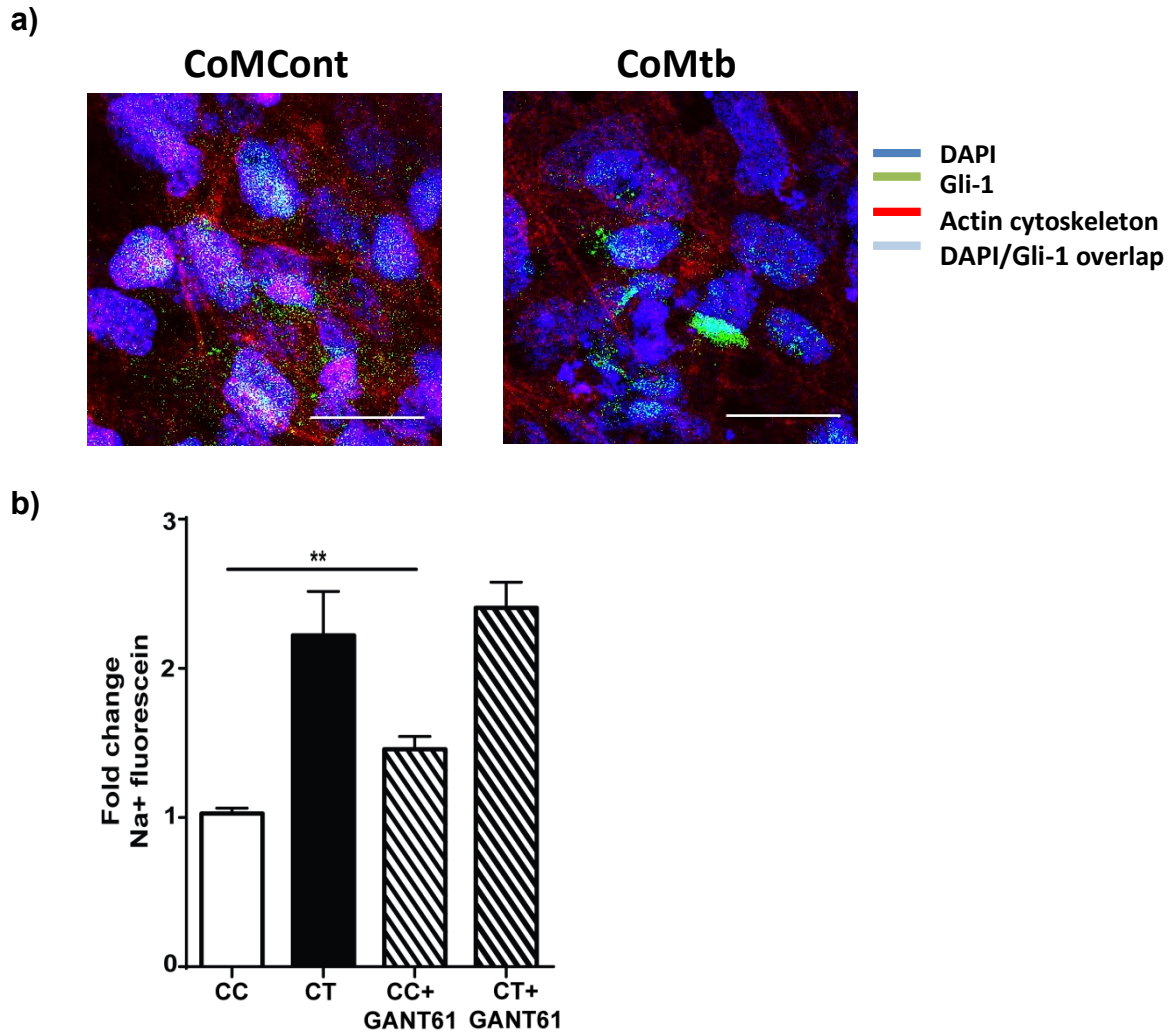 a)
CoMCont
CoMtb
DAPI
Gli-1
Actin cytoskeleton
DAPI/Gli-1 overlap
b)
Fold change
Na+ fluorescein
3
2
1
0
**
CC
CT
CC+
GANT61
CT+
GANT61